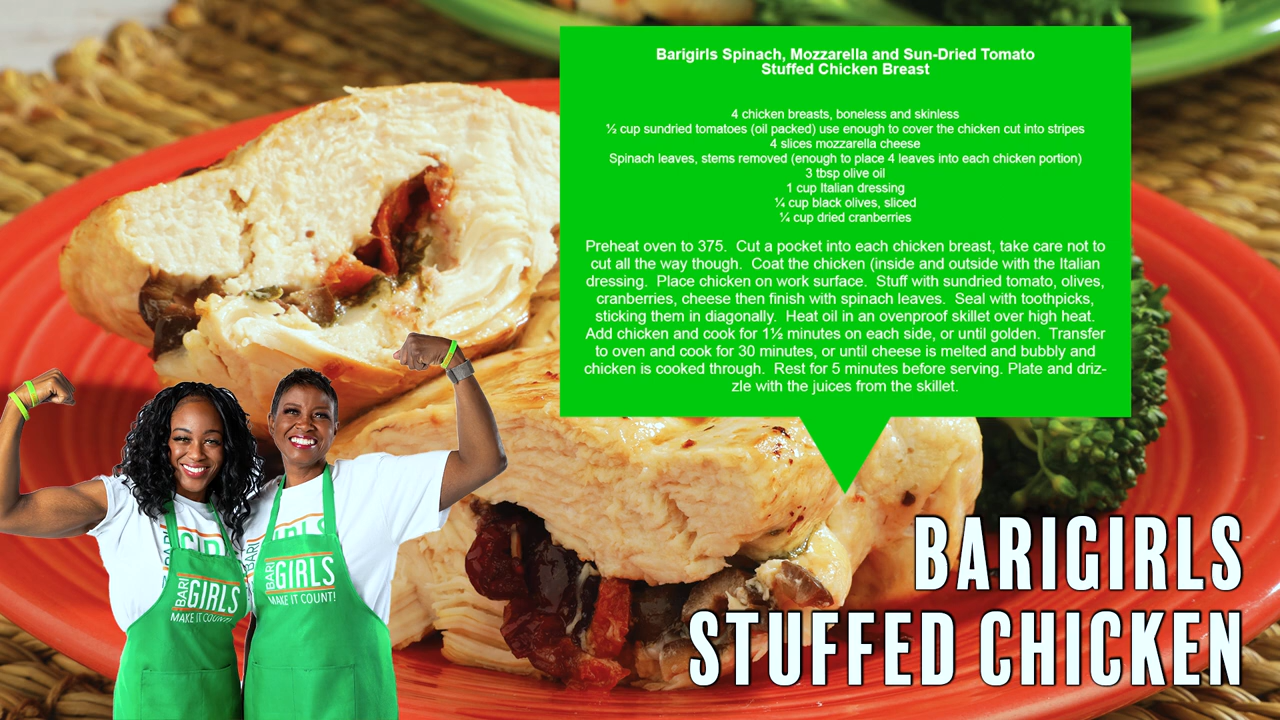 Barigirls Spinach, Mozzarella and Sun-Dried Tomato
Stuffed Chicken Breast
4 chicken breasts, boneless and skinless
½ cup sundried tomatoes (oil packed) use enough to cover the chicken cut into stripes
4 slices mozzarella cheese
Spinach leaves, stems removed (enough to place 4 leaves into each chicken portion)
3 tbsp olive oil
1 cup Italian dressing
¼ cup black olives, sliced
¼ cup dried cranberries
Preheat oven to 375. Cut a pocket into each chicken breast, take care not to
cut all the way though. Coat the chicken (inside and outside with the Italian
dressing. Place chicken on work surface. Stuff with sundried tomato, olives,
cranberries, cheese then finish with spinach leaves. Seal with toothpicks,
sticking them in diagonally. Heat oil in an ovenproof skillet over high heat.
Add chicken and cook for 1½ minutes on each side, or until golden. Transfer
to oven and cook for 30 minutes, or until cheese is melted and bubbly and
chicken is cooked through. Rest for 5 minutes before serving. Plate and driz-
zle with the juices from the skillet.
BARI GIRLS
MAKE IT COUNT!
BARI GIRLS
MAKE IT COUNT!
BARIGIRLS
STUFFED CHICKEN